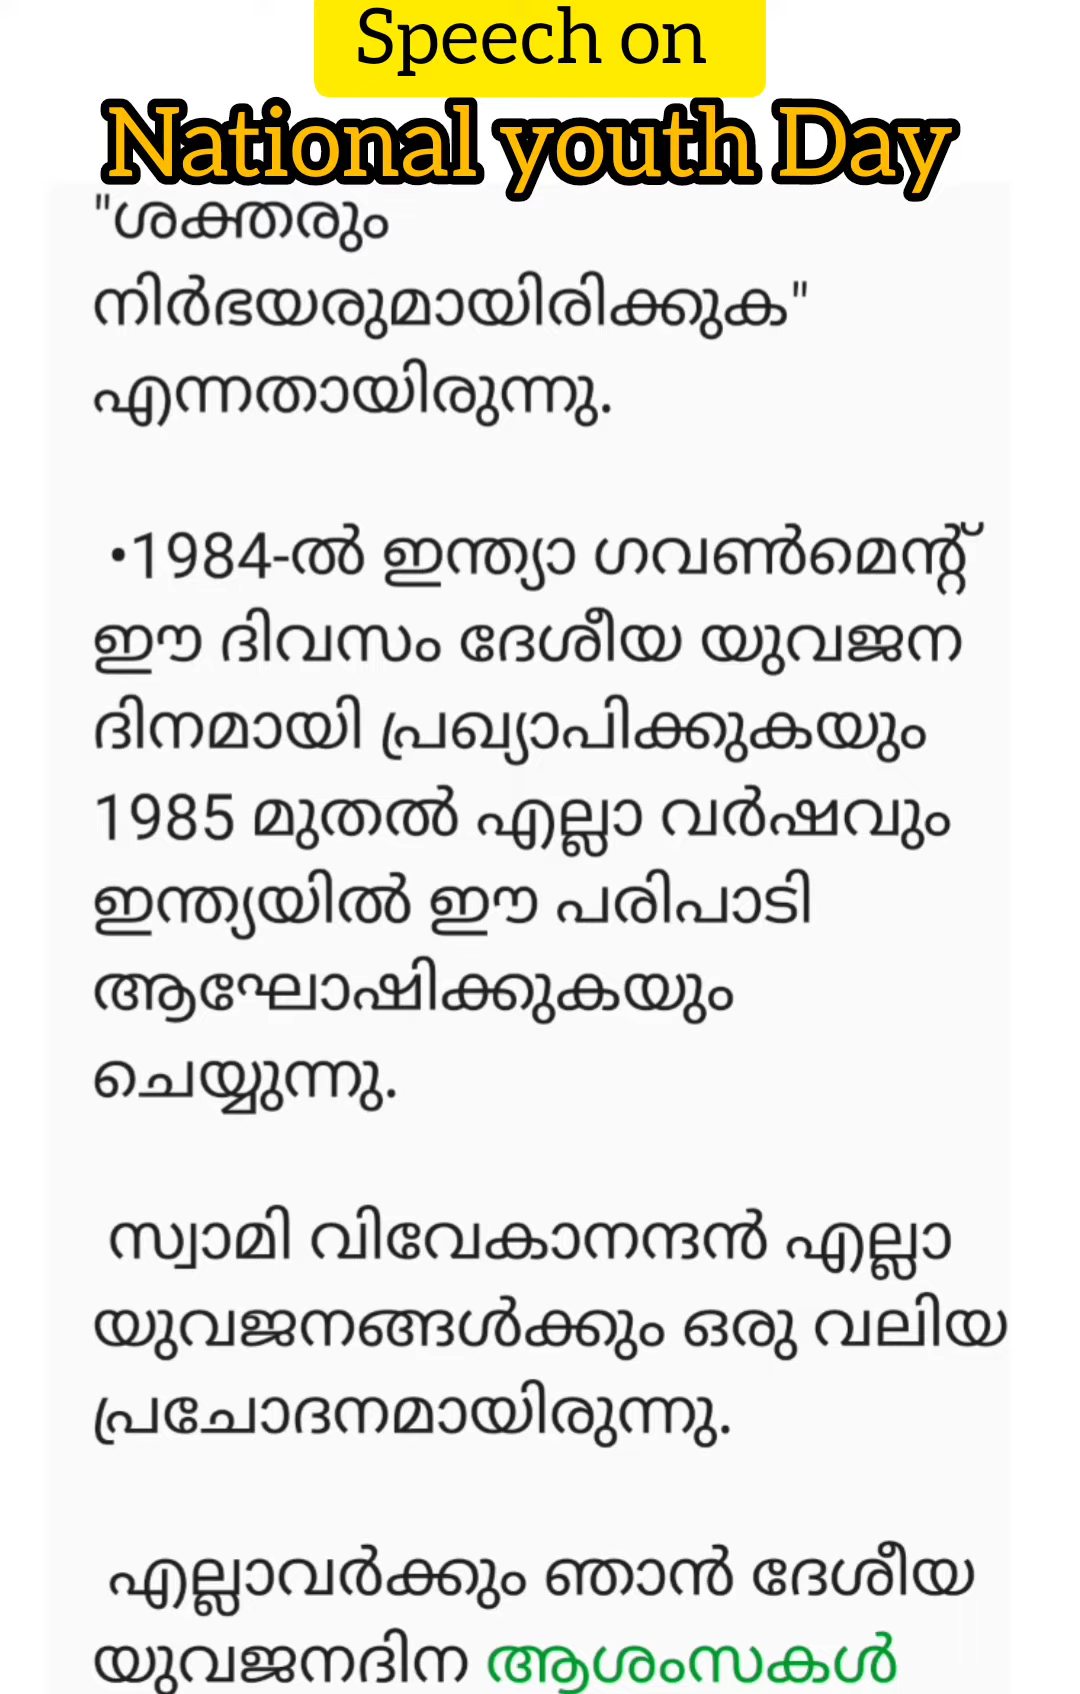 Speech on
National youth Day
"ശക്തരും
നിർഭയരുമായിരിക്കുക"
എന്നതായിരുന്നു.
•1984-ൽ ഇന്ത്യാ ഗവൺമെന്റ്
ഈ ദിവസം ദേശീയ യുവജന
ദിനമായി പ്രഖ്യാപിക്കുകയും
1985 മുതൽ എല്ലാ വർഷവും
ഇന്ത്യയിൽ ഈ പരിപാടി
ആഘോഷിക്കുകയും
ചെയ്യുന്നു.
സ്വാമി വിവേകാനന്ദൻ എല്ലാ
യുവജനങ്ങൾക്കും ഒരു വലിയ
പ്രചോദനമായിരുന്നു.
എല്ലാവർക്കും ഞാൻ ദേശീയ
യുവജനദിന ആശംസകൾ